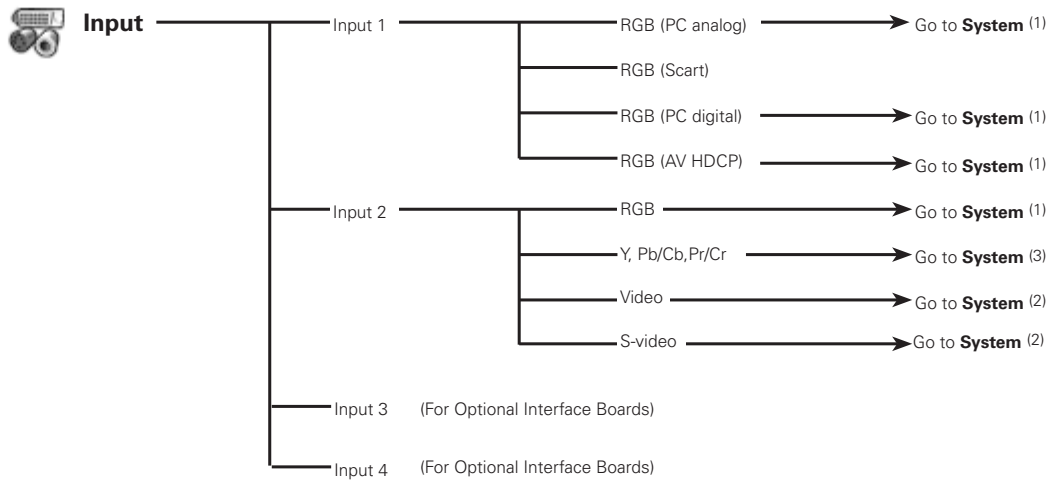 Input
Input 1
RGB (PC analog)
Go to System (1)
RGB (Scart)
RGB (PC digital)
Go to System (1)
RGB (AV HDCP)
Go to System (1)
Input 2
RGB
Go to System (1)
Y, Pb/Cb,Pr/Cr
Go to System (3)
Video
Go to System (2)
S-video
Go to System (2)
Input 3
(For Optional Interface Boards)
Input 4
(For Optional Interface Boards)